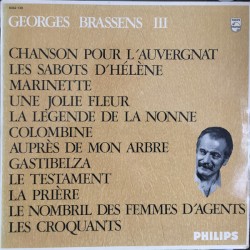 GEORGES BRASSENS III
CHANSON POUR L'AUVERGNAT
LES SABOTS D'HÉLÈNE
MARINETTE
UNE JOLIE FLEUR
LA LÉGENDE DE LA NONNE
COLOMBINE
AUPRÈS DE MON ARBRE
GASTIBELZA
LE TESTAMENT
LA PRIÈRE
LE NOMBRIL DES FEMMES D'AGENTS
LES CROQUANTS
PHILIPS